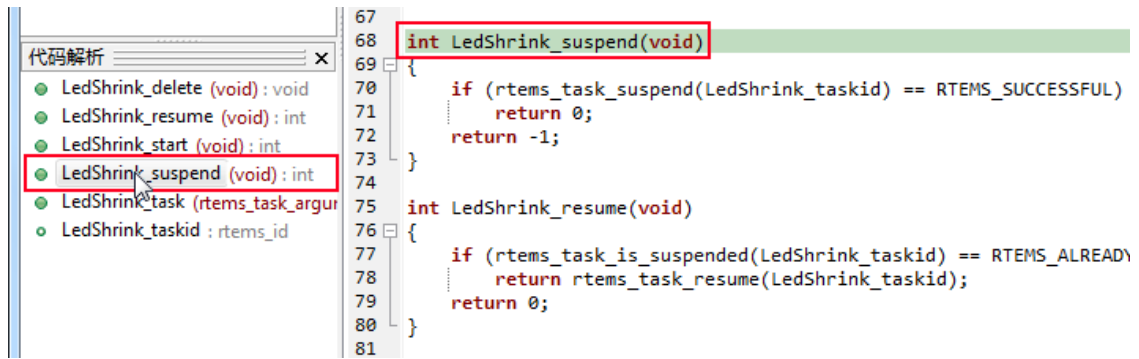 代码解析 x
LedShrink_delete (void) : void
LedShrink_resume (void) : int
LedShrink_start (void) : int
LedShrink_suspend (void) : int
LedShrink_task (rtems_task_argur
LedShrink_taskid : rtems_id
67
68 int LedShrink_suspend(void)
69 {
70 if (rtems_task_suspend(LedShrink_taskid) == RTEMS_SUCCESSFUL)
71 return 0;
72 return -1;
73 }
74
75 int LedShrink_resume(void)
76 {
77 if (rtems_task_is_suspended(LedShrink_taskid) == RTEMS_ALREADY
78 return rtems_task_resume(LedShrink_taskid);
79 return 0;
80 }
81